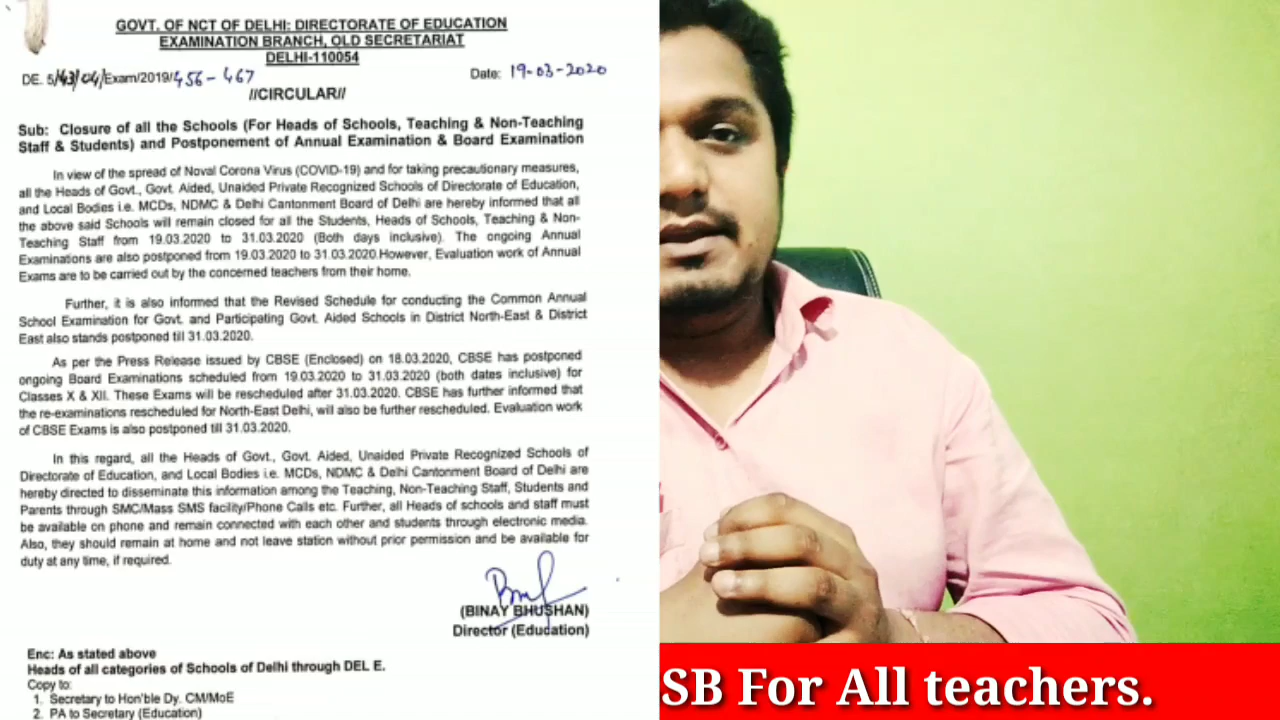 GOVT. OF NCT OF DELHI: DIRECTORATE OF EDUCATION
EXAMINATION BRANCH, OLD SECRETARIAT
DELHI-110054
DE. 5/43/04/Exam/2019/456-467 Date: 19-03-2020
//CIRCULAR//
Sub: Closure of all the Schools (For Heads of Schools, Teaching & Non-Teaching
Staff & Students) and Postponement of Annual Examination & Board Examination
In view of the spread of Noval Corona Virus (COVID-19) and for taking precautionary measures,
all the Heads of Govt., Govt. Aided, Unaided Private Recognized Schools of Directorate of Education,
and Local Bodies i.e. MCDs, NDMC & Delhi Cantonment Board of Delhi are hereby informed that all
the above said Schools will remain closed for all the Students, Heads of Schools, Teaching & Non-
Teaching Staff from 19.03.2020 to 31.03.2020 (Both days inclusive). The ongoing Annual
Examinations are also postponed from 19.03.2020 to 31.03.2020.However, Evaluation work of Annual
Exams are to be carried out by the concerned teachers from their home.
Further, it is also informed that the Revised Schedule for conducting the Common Annual
School Examination for Govt. and Participating Govt. Aided Schools in District North-East & District
East also stands postponed till 31.03.2020.
As per the Press Release issued by CBSE (Enclosed) on 18.03.2020, CBSE has postponed
ongoing Board Examinations scheduled from 19.03.2020 to 31.03.2020 (both dates inclusive) for
Classes X & XII. These Exams will be rescheduled after 31.03.2020. CBSE has further informed that
the re-examinations rescheduled for North-East Delhi, will also be further rescheduled. Evaluation work
of CBSE Exams is also postponed till 31.03.2020.
In this regard, all the Heads of Govt., Govt. Aided, Unaided Private Recognized Schools of
Directorate of Education, and Local Bodies i.e. MCDs, NDMC & Delhi Cantonment Board of Delhi are
hereby directed to disseminate this information among the Teaching, Non-Teaching Staff, Students and
Parents through SMC/Mass SMS facility/Phone Calls etc. Further, all Heads of schools and staff must
be available on phone and remain connected with each other and students through electronic media.
Also, they should remain at home and not leave station without prior permission and be available for
duty at any time, if required.
(BINAY BHUSHAN)
Director (Education)
Enc: As stated above
Heads of all categories of Schools of Delhi through DEL E.
Copy to:
1. Secretary to Hon'ble Dy. CM/MoE
2. PA to Secretary (Education)
SB For All teachers.